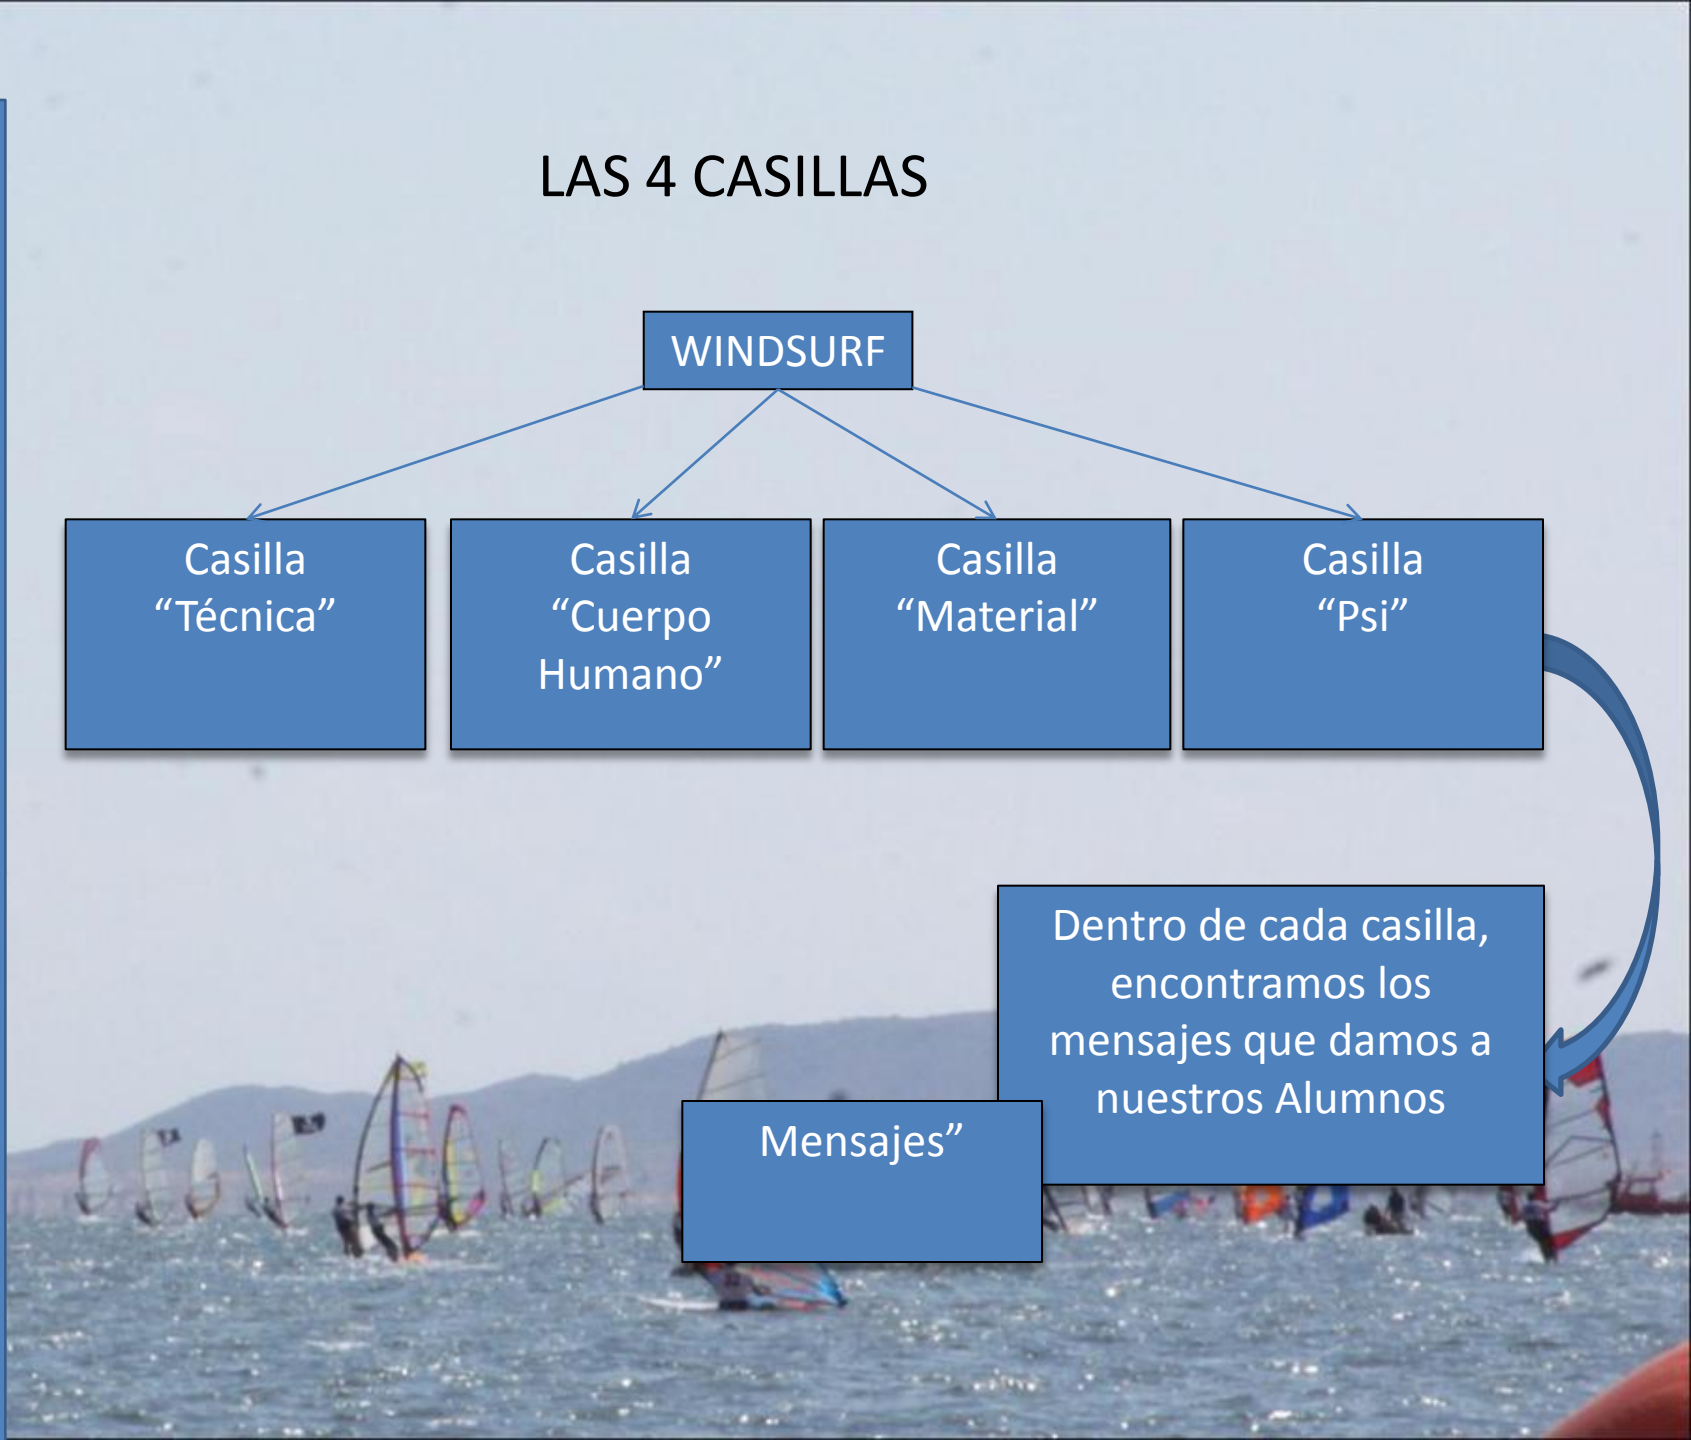 LAS 4 CASILLAS
WINDSURF
Casilla
“Técnica”
Casilla
“Cuerpo
Humano”
Casilla
“Material”
Casilla
“Psi”
Dentro de cada casilla,
encontramos los
mensajes que damos a
nuestros Alumnos
Mensajes”